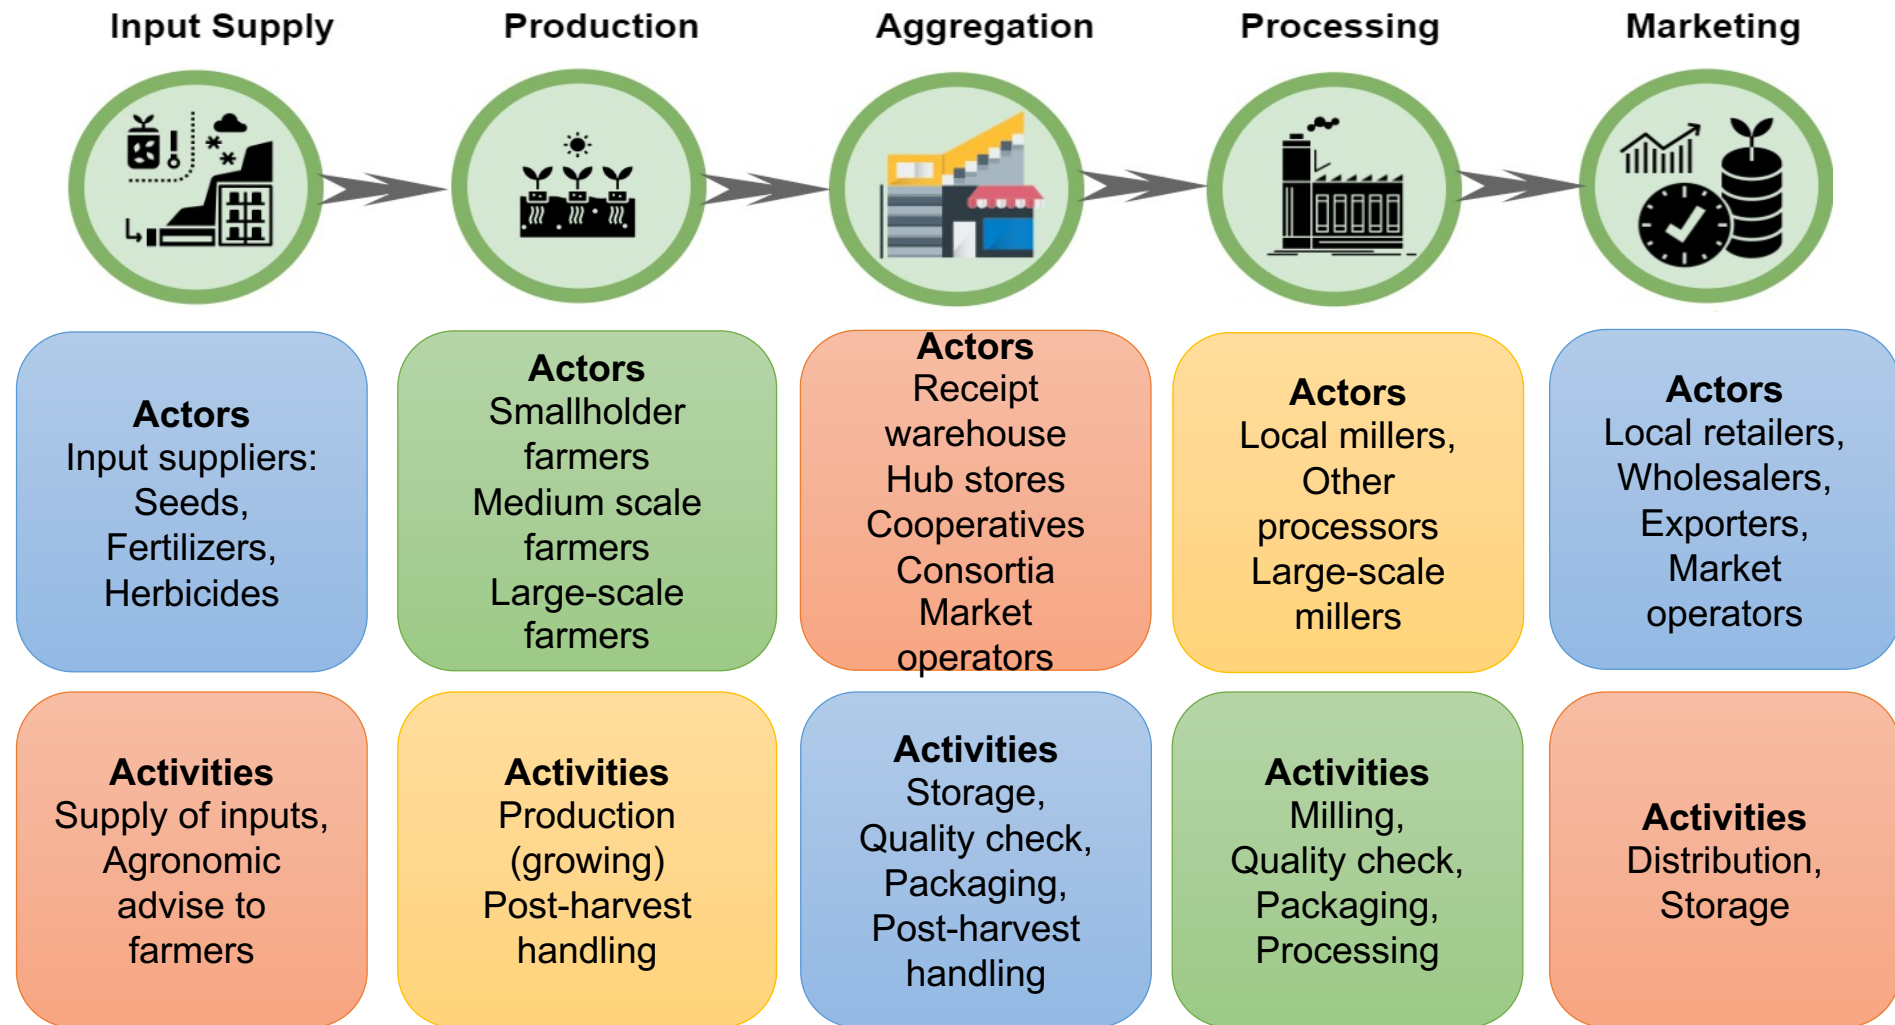 Input Supply
Production
Aggregation
Processing
Marketing
Actors
Input suppliers:
Seeds,
Fertilizers,
Herbicides
Actors
Smallholder
farmers
Medium scale
farmers
Large-scale
farmers
Actors
Receipt
warehouse
Hub stores
Cooperatives
Consortia
Market
operators
Actors
Local millers,
Other
processors
Large-scale
millers
Actors
Local retailers,
Wholesalers,
Exporters,
Market
operators
Activities
Supply of inputs,
Agronomic
advise to
farmers
Activities
Production
(growing)
Post-harvest
handling
Activities
Storage,
Quality check,
Packaging,
Post-harvest
handling
Activities
Milling,
Quality check,
Packaging,
Processing
Activities
Distribution,
Storage